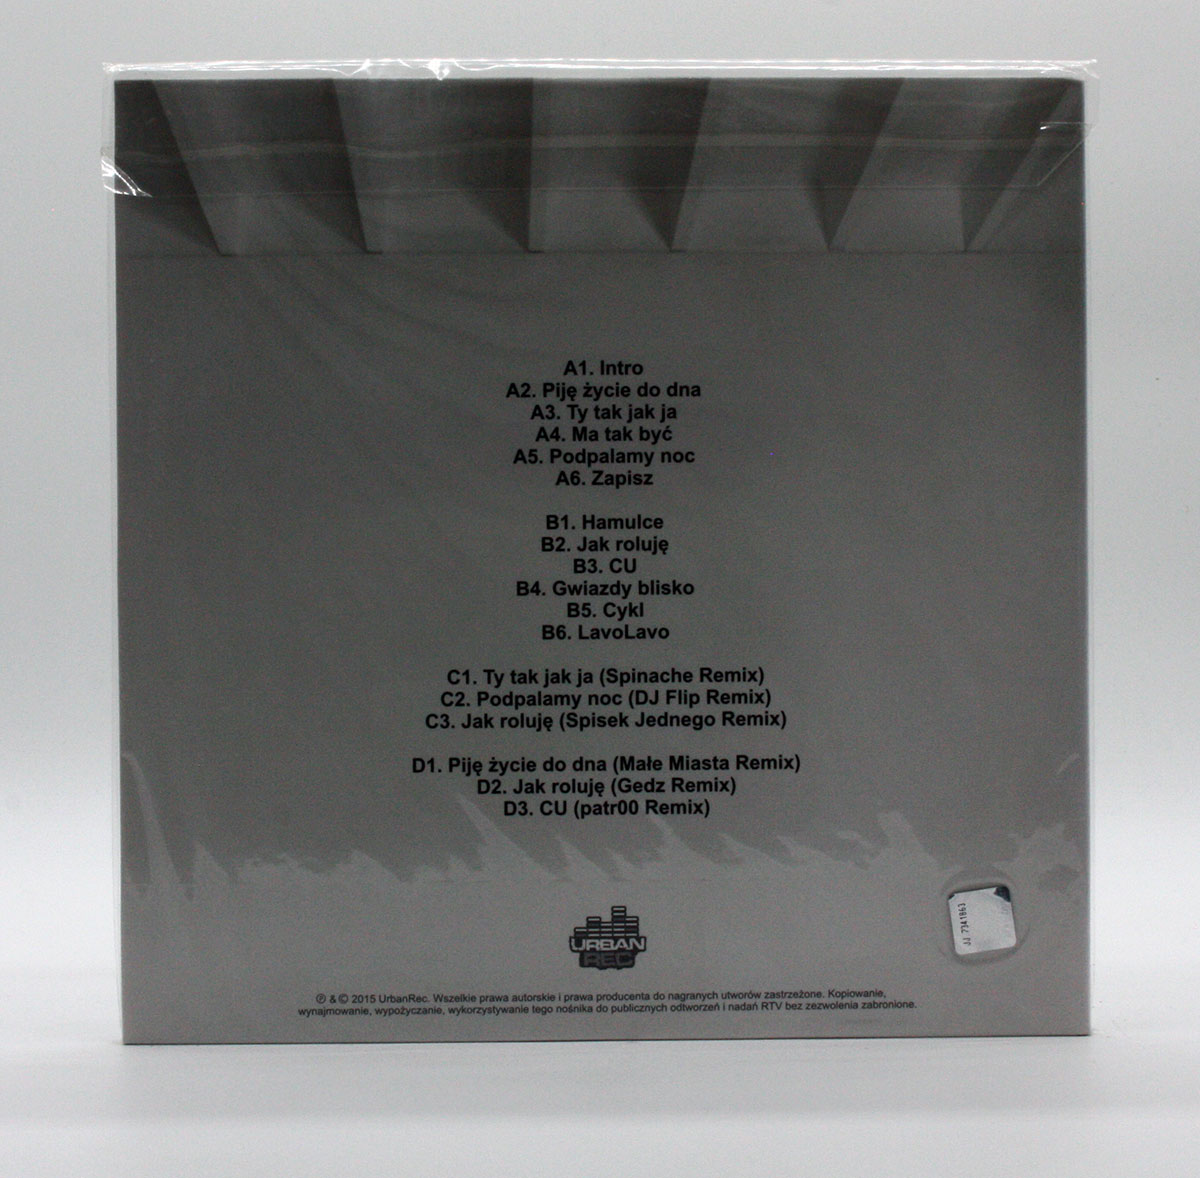 A1. Intro
A2. Piję życie do dna
A3. Ty tak jak ja
A4. Ma tak być
A5. Podpalamy noc
A6. Zapisz
B1. Hamulce
B2. Jak roluję
B3. CU
B4. Gwiazdy blisko
B5. Cykl
B6. LavoLavo
C1. Ty tak jak ja (Spinache Remix)
C2. Podpalamy noc (DJ Flip Remix)
C3. Jak roluję (Spisek Jednego Remix)
D1. Piję życie do dna (Małe Miasta Remix)
D2. Jak roluję (Gedz Remix)
D3. CU (patr00 Remix)
JJ 7941863
URBAN
REC
℗ & © 2015 UrbanRec. Wszelkie prawa autorskie i prawa producenta do nagranych utworów zastrzeżone. Kopiowanie,
wynajmowanie, wypożyczanie, wykorzystywanie tego nośnika do publicznych odtworzeń i nadań RTV bez zezwolenia zabronione.